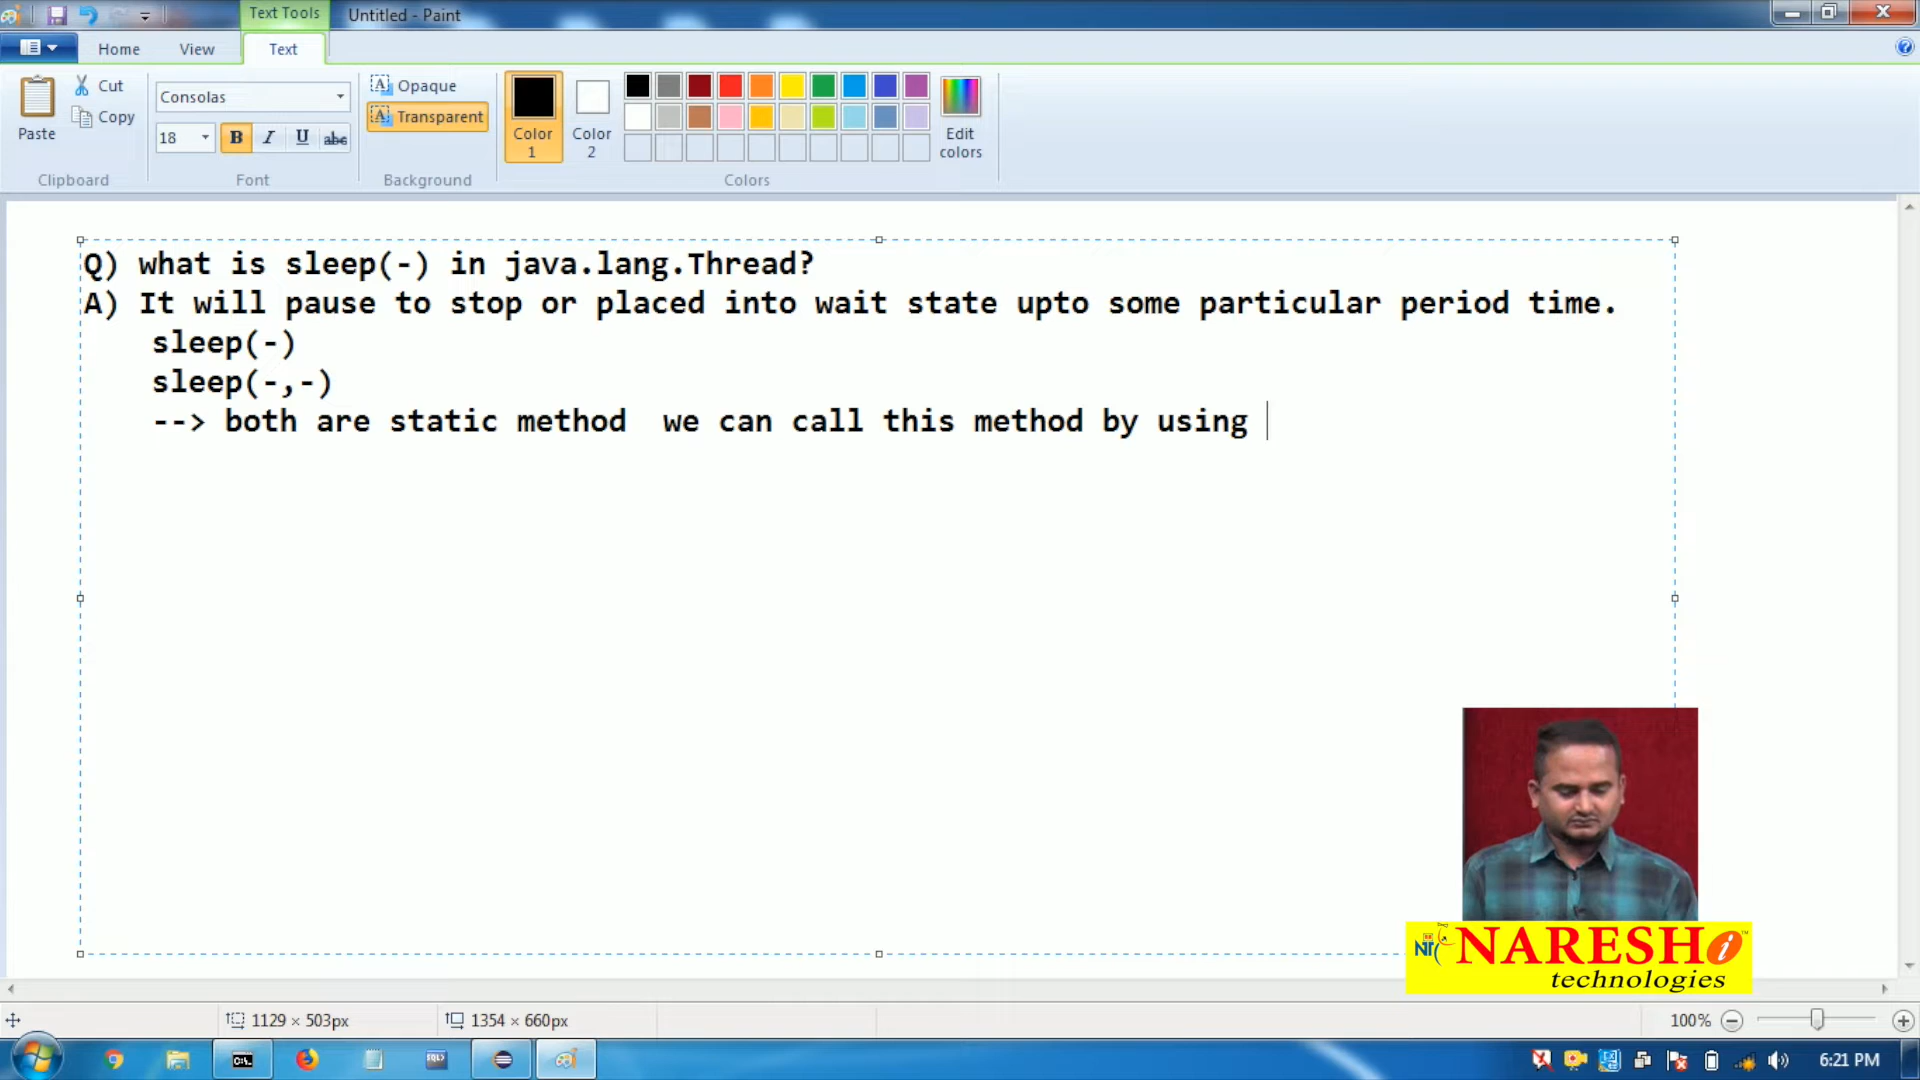 Text Tools
Untitled - Paint
Home
View
Text
Paste
Cut
Copy
Clipboard
Consolas
18
B
I
U
abc
Font
Opaque
Transparent
Background
Color 1
Color 2
Edit colors
Colors
Q) what is sleep(-) in java.lang.Thread?
A) It will pause to stop or placed into wait state upto some particular period time.
sleep(-)
sleep(-,-)
--> both are static method  we can call this method by using
NARESH i
technologies
1129 × 503px
1354 × 660px
100%
6:21 PM